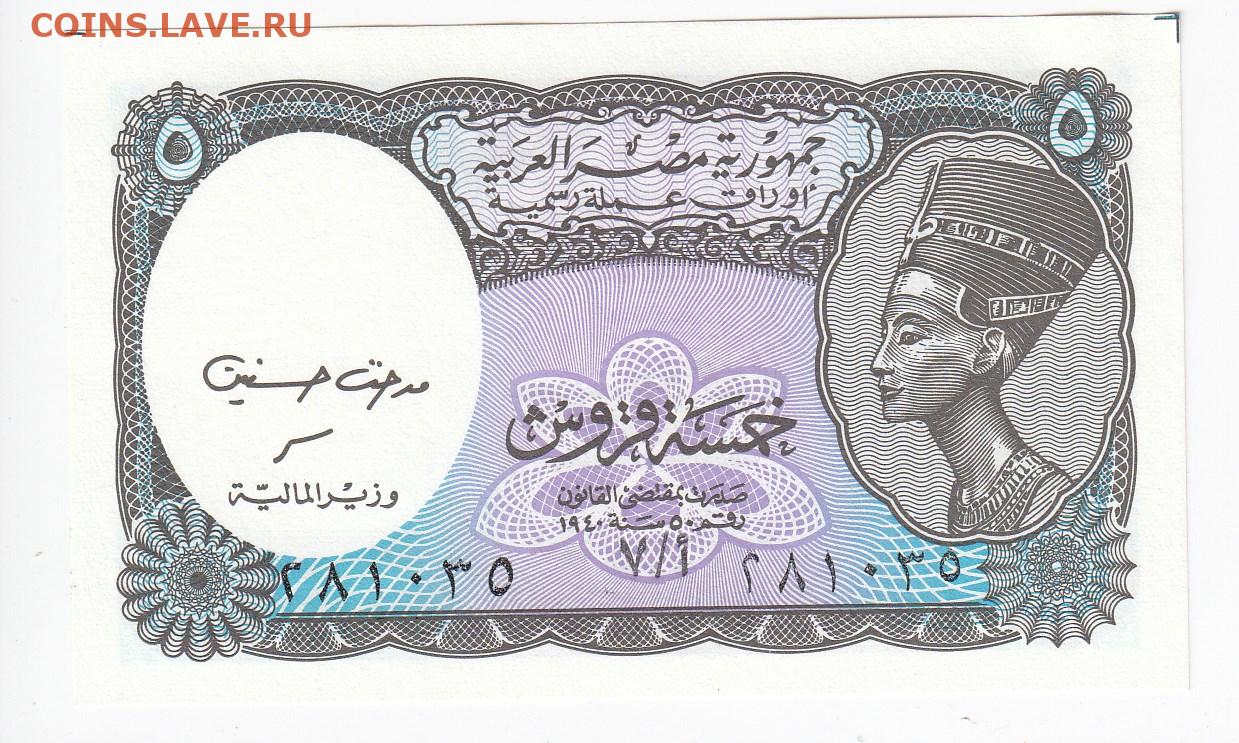 COINS.LAVE.RU
٥ ٥
جمهورية مصر العربية
أوراق عملة رسمية
خمسة قروش
صدرت بمقتضى القانون
رقم ٥٠ سنة ١٩٤٠
مدحت حسنين
وزير المالية
٢٨١٠٣٥ أ/٧ ٢٨١٠٣٥